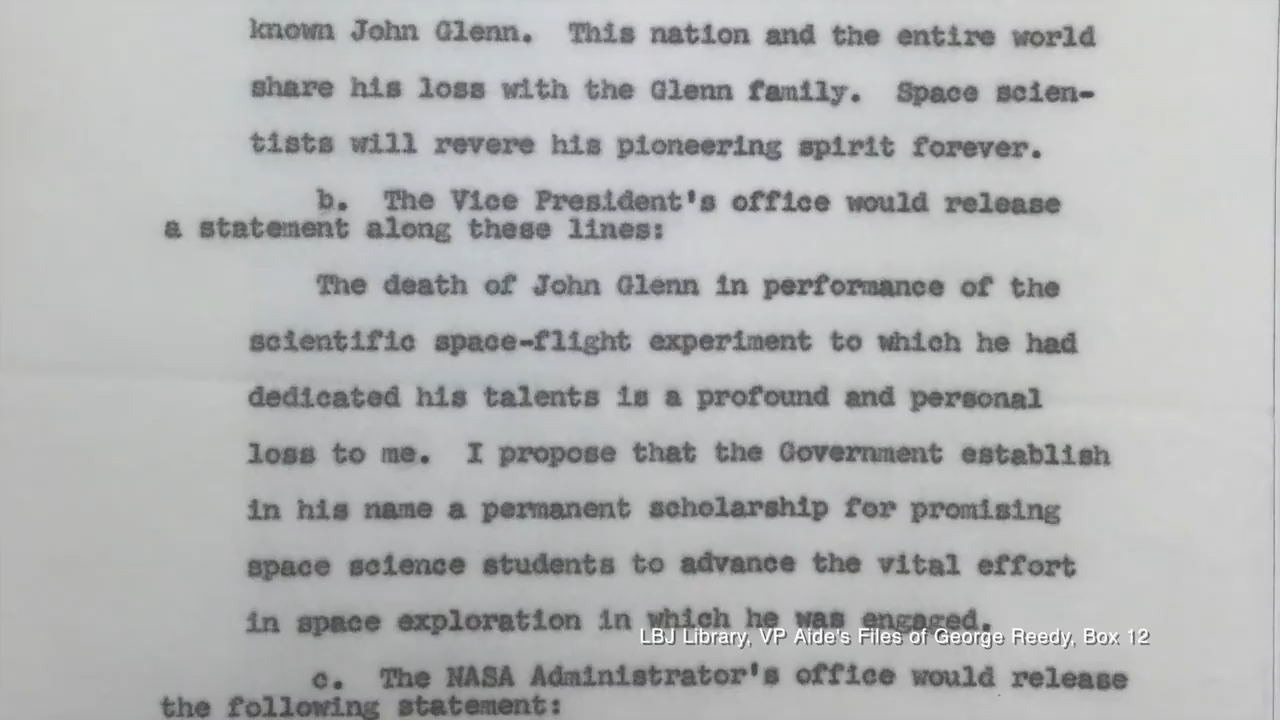 known John Glenn.  This nation and the entire world
share his loss with the Glenn family.  Space scien-
tists will revere his pioneering spirit forever.
b.  The Vice President's office would release
a statement along these lines:
The death of John Glenn in performance of the
scientific space-flight experiment to which he had
dedicated his talents is a profound and personal
loss to me.  I propose that the Government establish
in his name a permanent scholarship for promising
space science students to advance the vital effort
in space exploration in which he was engaged.
LBJ Library, VP Aide's Files of George Reedy, Box 12
c.  The NASA Administrator's office would release
the following statement: